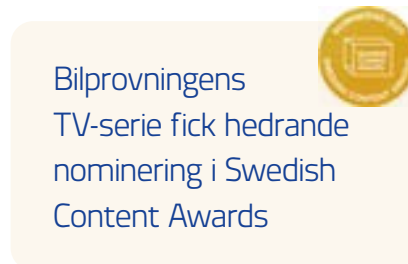 Bilprovningens
TV-serie fick hedrande
nominering i Swedish
Content Awards